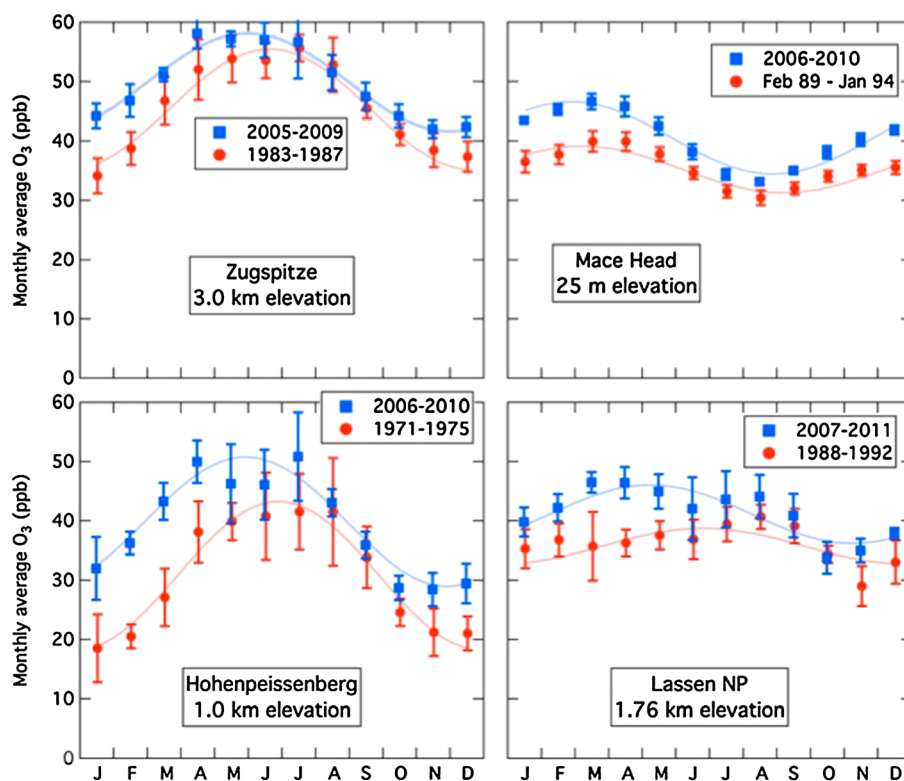 Monthly average O3 (ppb)
60
50
40
30
20
10
0
2005-2009
1983-1987
Zugspitze
3.0 km elevation
2006-2010
Feb 89 - Jan 94
Mace Head
25 m elevation
Monthly average O3 (ppb)
60
50
40
30
20
10
0
2006-2010
1971-1975
Hohenpeissenberg
1.0 km elevation
2007-2011
1988-1992
Lassen NP
1.76 km elevation
J F M A M J J A S O N D
J F M A M J J A S O N D